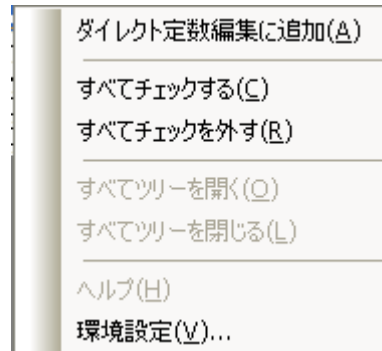 ダイレクト定数編集に追加(A)
すべてチェックする(C)
すべてチェックを外す(R)
すべてツリーを開く(O)
すべてツリーを閉じる(L)
ヘルプ(H)
環境設定(V)...